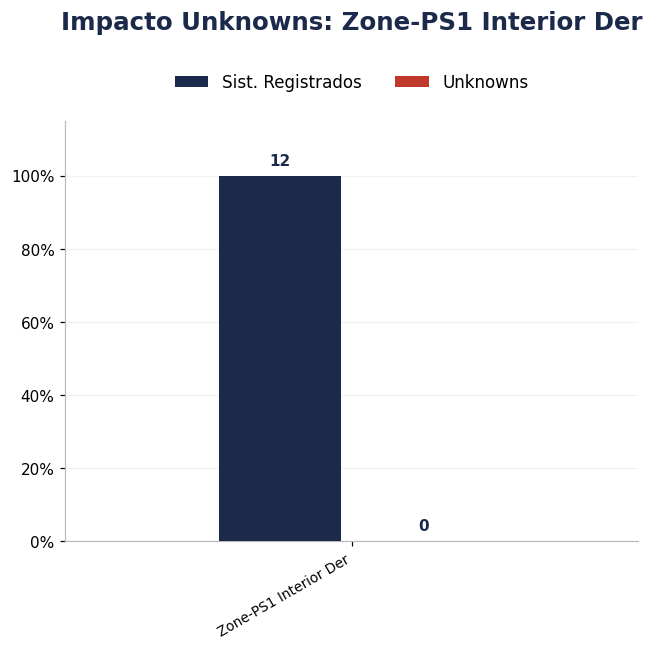 Impacto Unknowns: Zone-PS1 Interior Der
Sist. Registrados Unknowns
12
100%
80%
60%
40%
20%
0
0%
Zone-PS1 Interior Der